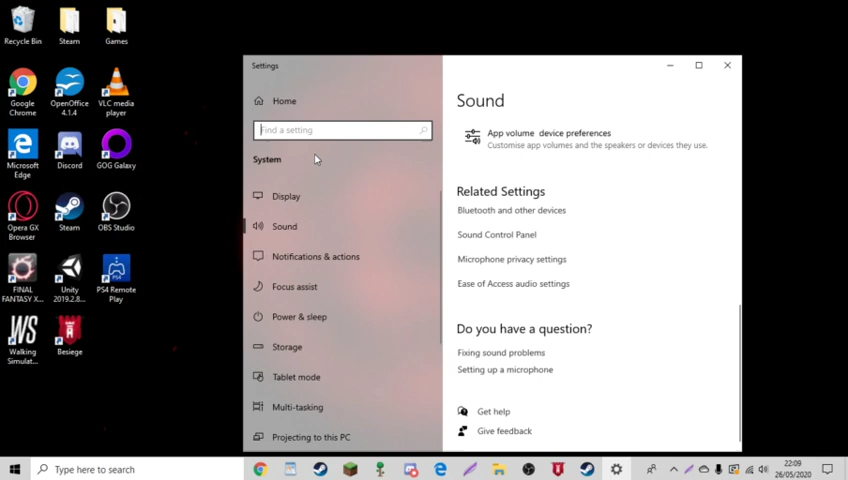 Recycle Bin
Steam
Games
Google Chrome
OpenOffice 4.1.4
VLC media player
Microsoft Edge
Discord
GOG Galaxy
Opera GX Browser
Steam
OBS Studio
FINAL FANTASY X...
Unity 2019.2.8...
PS4 Remote Play
Walking Simulat...
Besiege
Settings
Home
Find a setting
System
Display
Sound
Notifications & actions
Focus assist
Power & sleep
Storage
Tablet mode
Multi-tasking
Projecting to this PC
Sound
App volume device preferences
Customise app volumes and the speakers or devices they use.
Related Settings
Bluetooth and other devices
Sound Control Panel
Microphone privacy settings
Ease of Access audio settings
Do you have a question?
Fixing sound problems
Setting up a microphone
Get help
Give feedback
Type here to search
22:09
26/05/2020